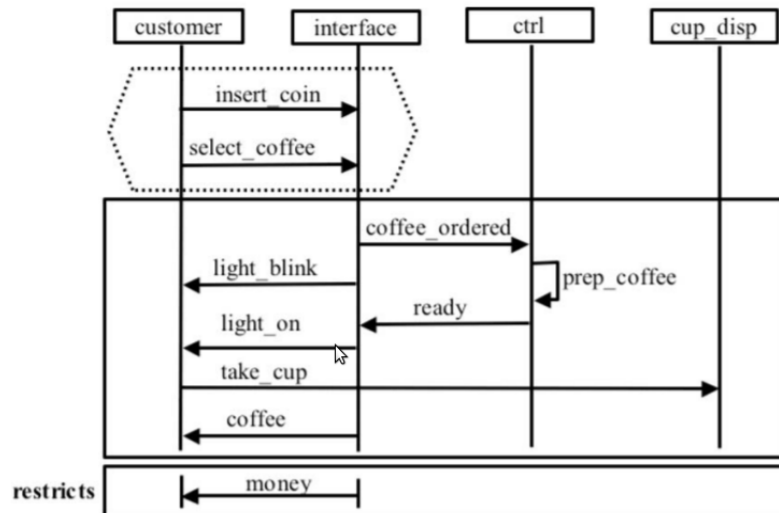 customer interface ctrl cup_disp
insert_coin
select_coffee
coffee_ordered
light_blink
prep_coffee
ready
light_on
take_cup
coffee
restricts money